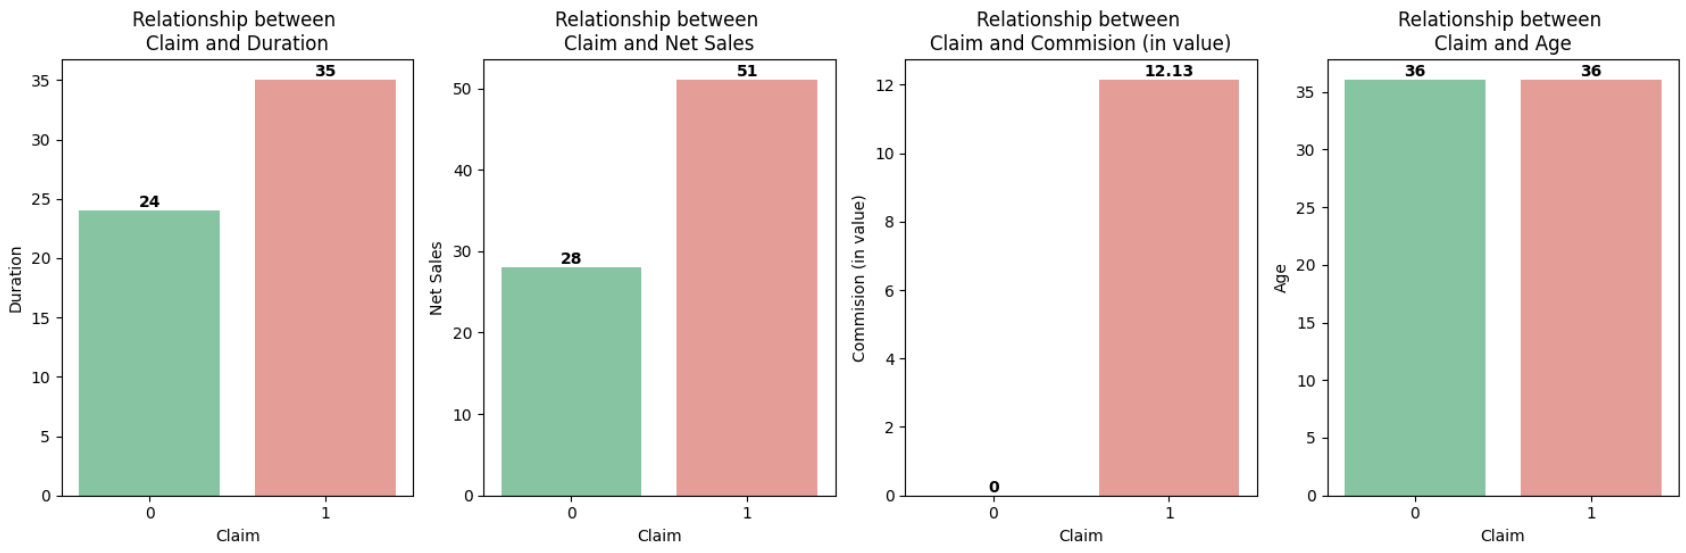 Relationship between
Claim and Duration
35
24
35
30
25
20
15
10
5
0
Duration
0
1
Claim
Relationship between
Claim and Net Sales
51
28
50
40
30
20
10
0
Net Sales
0
1
Claim
Relationship between
Claim and Commision (in value)
12.13
0
12
10
8
6
4
2
0
Commision (in value)
0
1
Claim
Relationship between
Claim and Age
36
36
35
30
25
20
15
10
5
0
Age
0
1
Claim